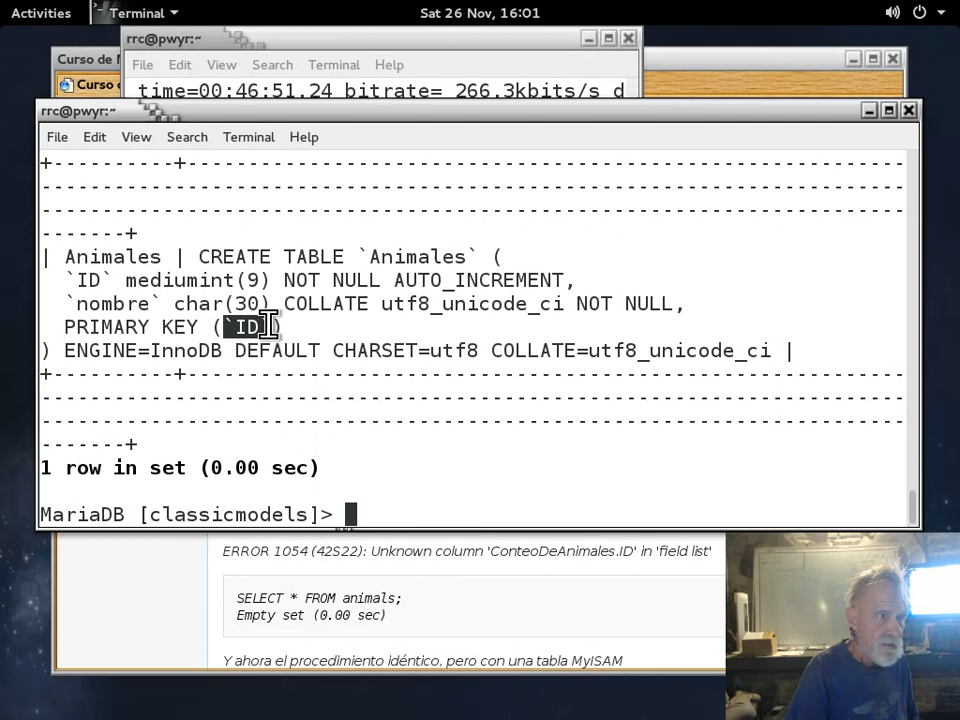 Activities Terminal Sat 26 Nov, 16:01
rrc@pwyr:~
Curso de
File Edit View Search Terminal Help
Curso
time=00:46:51.24 bitrate= 266.3kbits/s d
rrc@pwyr:~
File Edit View Search Terminal Help
+----------+------------------------------------------------------------
------------------------------------------------------------------------
------------------------------------------------------------------------
-------+
| Animales | CREATE TABLE `Animales` (
`ID` mediumint(9) NOT NULL AUTO_INCREMENT,
`nombre` char(30) COLLATE utf8_unicode_ci NOT NULL,
PRIMARY KEY (`ID`)
) ENGINE=InnoDB DEFAULT CHARSET=utf8 COLLATE=utf8_unicode_ci |
+----------+------------------------------------------------------------
------------------------------------------------------------------------
------------------------------------------------------------------------
-------+
1 row in set (0.00 sec)
MariaDB [classicmodels]>
ERROR 1054 (42S22): Unknown column 'ConteoDeAnimales.ID' in 'field list'
SELECT * FROM animals;
Empty set (0.00 sec)
Y ahora el procedimiento idéntico, pero con una tabla MyISAM